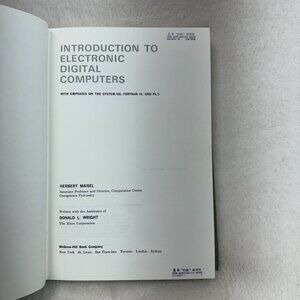 INTRODUCTION TO
ELECTRONIC
DIGITAL
COMPUTERS
WITH EMPHASIS ON THE SYSTEM/360, FORTRAN IV, AND PL/I
HERBERT MAISEL
Associate Professor and Director, Computation Center
Georgetown University
Written with the Assistance of
DONALD L. WRIGHT
The Mitre Corporation
McGraw-Hill Book Company
New York St. Louis San Francisco Toronto London Sydney